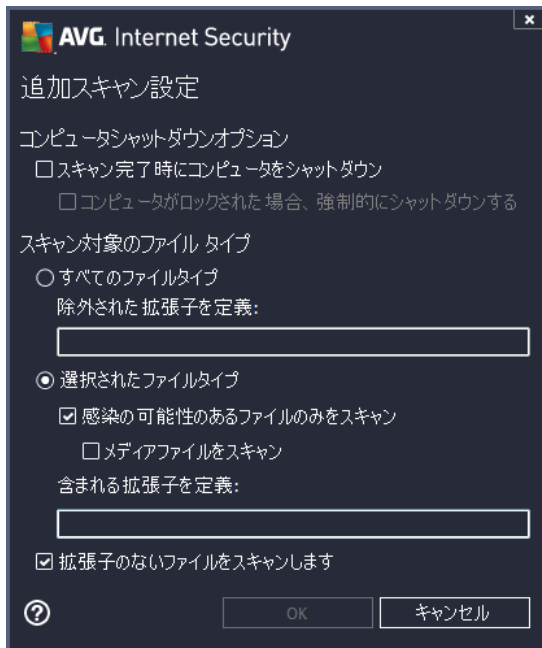 AVG. Internet Security
追加スキャン設定
コンピュータシャットダウンオプション
スキャン完了時にコンピュータをシャットダウン
コンピュータがロックされた場合、強制的にシャットダウンする
スキャン対象のファイル タイプ
すべてのファイルタイプ
除外された拡張子を定義:
選択されたファイルタイプ
感染の可能性のあるファイルのみをスキャン
メディアファイルをスキャン
含まれる拡張子を定義:
拡張子のないファイルをスキャンします
OK
キャンセル